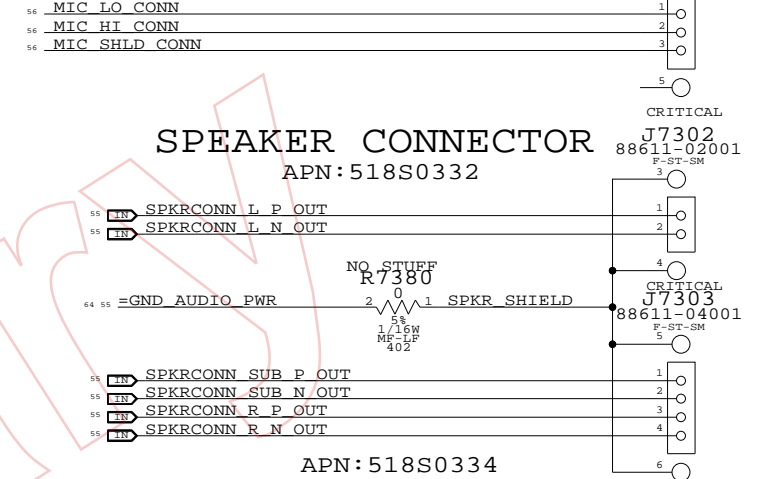 56 MIC_LO_CONN 1
56 MIC_HI_CONN 2
56 MIC_SHLD_CONN 3
5
CRITICAL
SPEAKER CONNECTOR
J7302
88611-02001
F-ST-SM
APN:518S0332
3
55 IN SPKRCONN_L_P_OUT 1
55 IN SPKRCONN_L_N_OUT 2
NO STUFF
R7380
4
CRITICAL
J7303
88611-04001
F-ST-SM
0
64 55 =GND_AUDIO_PWR 2 1 SPKR_SHIELD
5%
1/16W
MF-LF
402
5
55 IN SPKRCONN_SUB_P_OUT 1
55 IN SPKRCONN_SUB_N_OUT 2
55 IN SPKRCONN_R_P_OUT 3
55 IN SPKRCONN_R_N_OUT 4
APN:518S0334
6